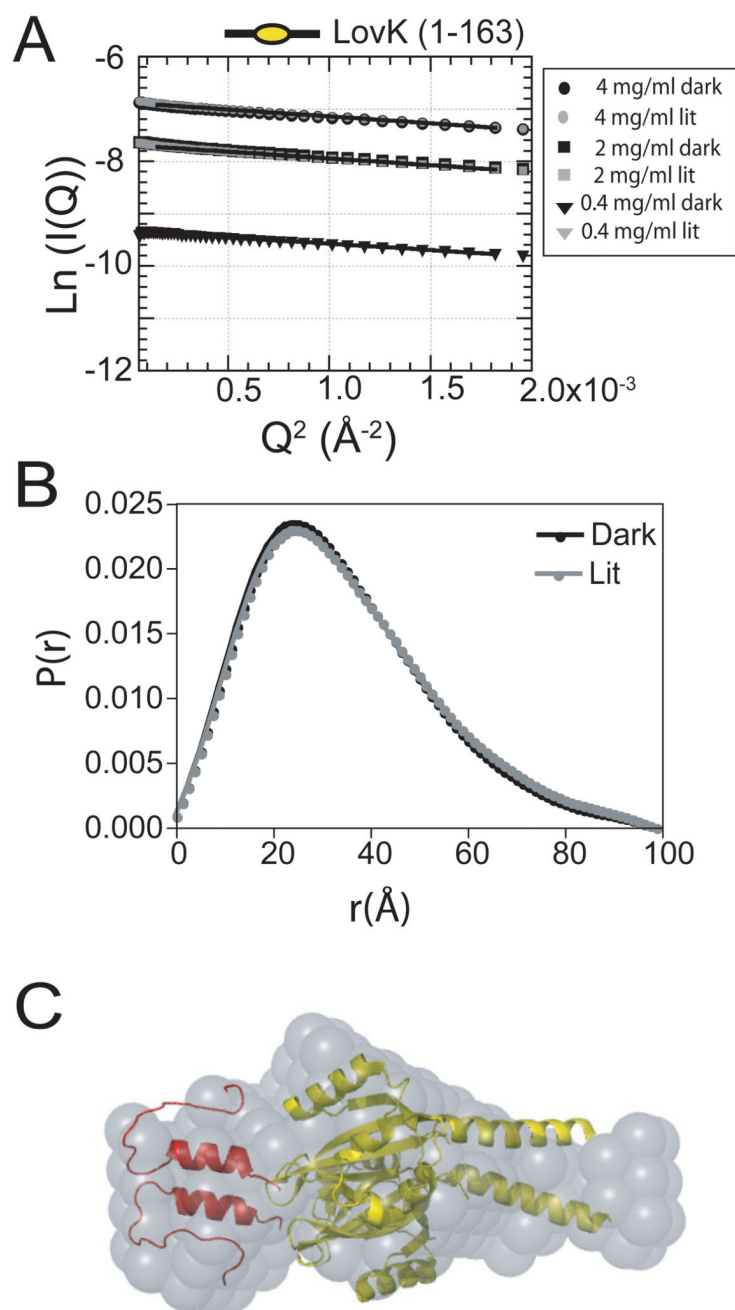 A
LovK (1-163)
-6
-8
-10
-12
Ln (I(Q))
0.5
1.0
1.5
2.0x10⁻³
Q² (Å⁻²)
4 mg/ml dark
4 mg/ml lit
2 mg/ml dark
2 mg/ml lit
0.4 mg/ml dark
0.4 mg/ml lit
B
0.025
0.020
0.015
0.010
0.005
0.000
P(r)
Dark
Lit
0
20
40
60
80
100
r(Å)
C